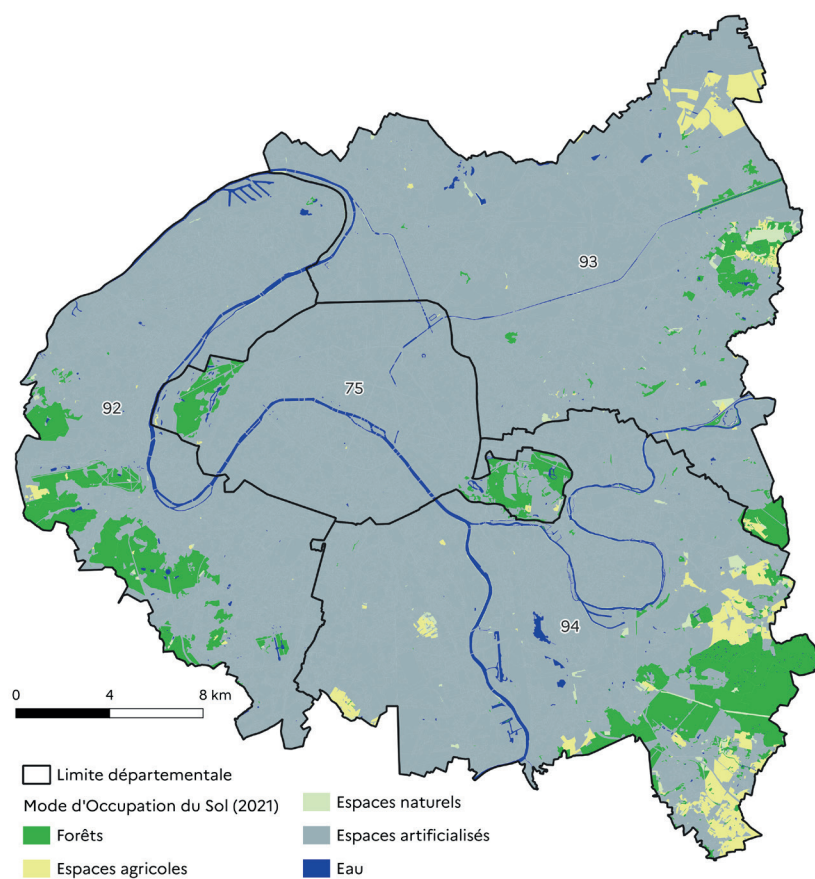 93
75
92
94
0 4 8 km
Limite départementale
Mode d'Occupation du Sol (2021)
Forêts
Espaces agricoles
Espaces naturels
Espaces artificialisés
Eau